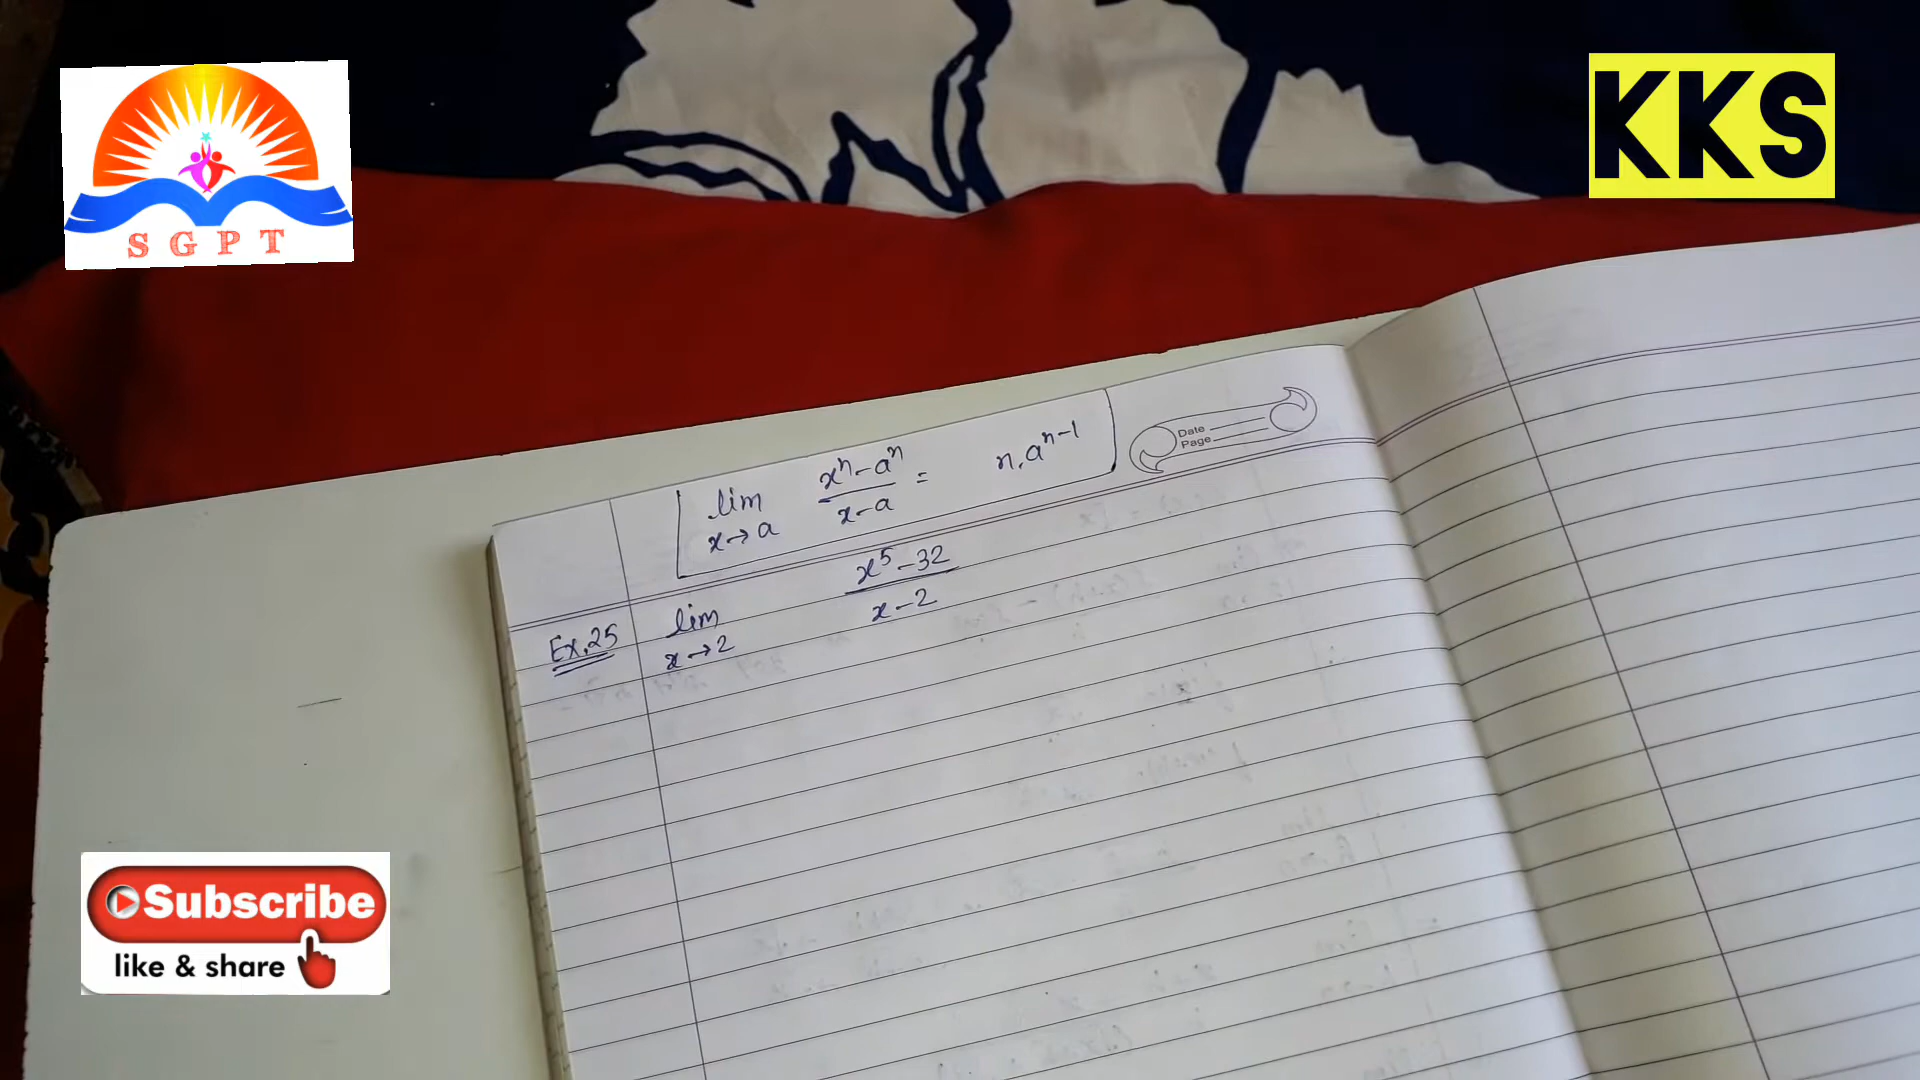 SGPT
KKS
Date
Page
lim x→a xⁿ-aⁿ / x-a = n.aⁿ⁻¹
Ex.25 lim x→2 x⁵-32 / x-2
Subscribe
like & share